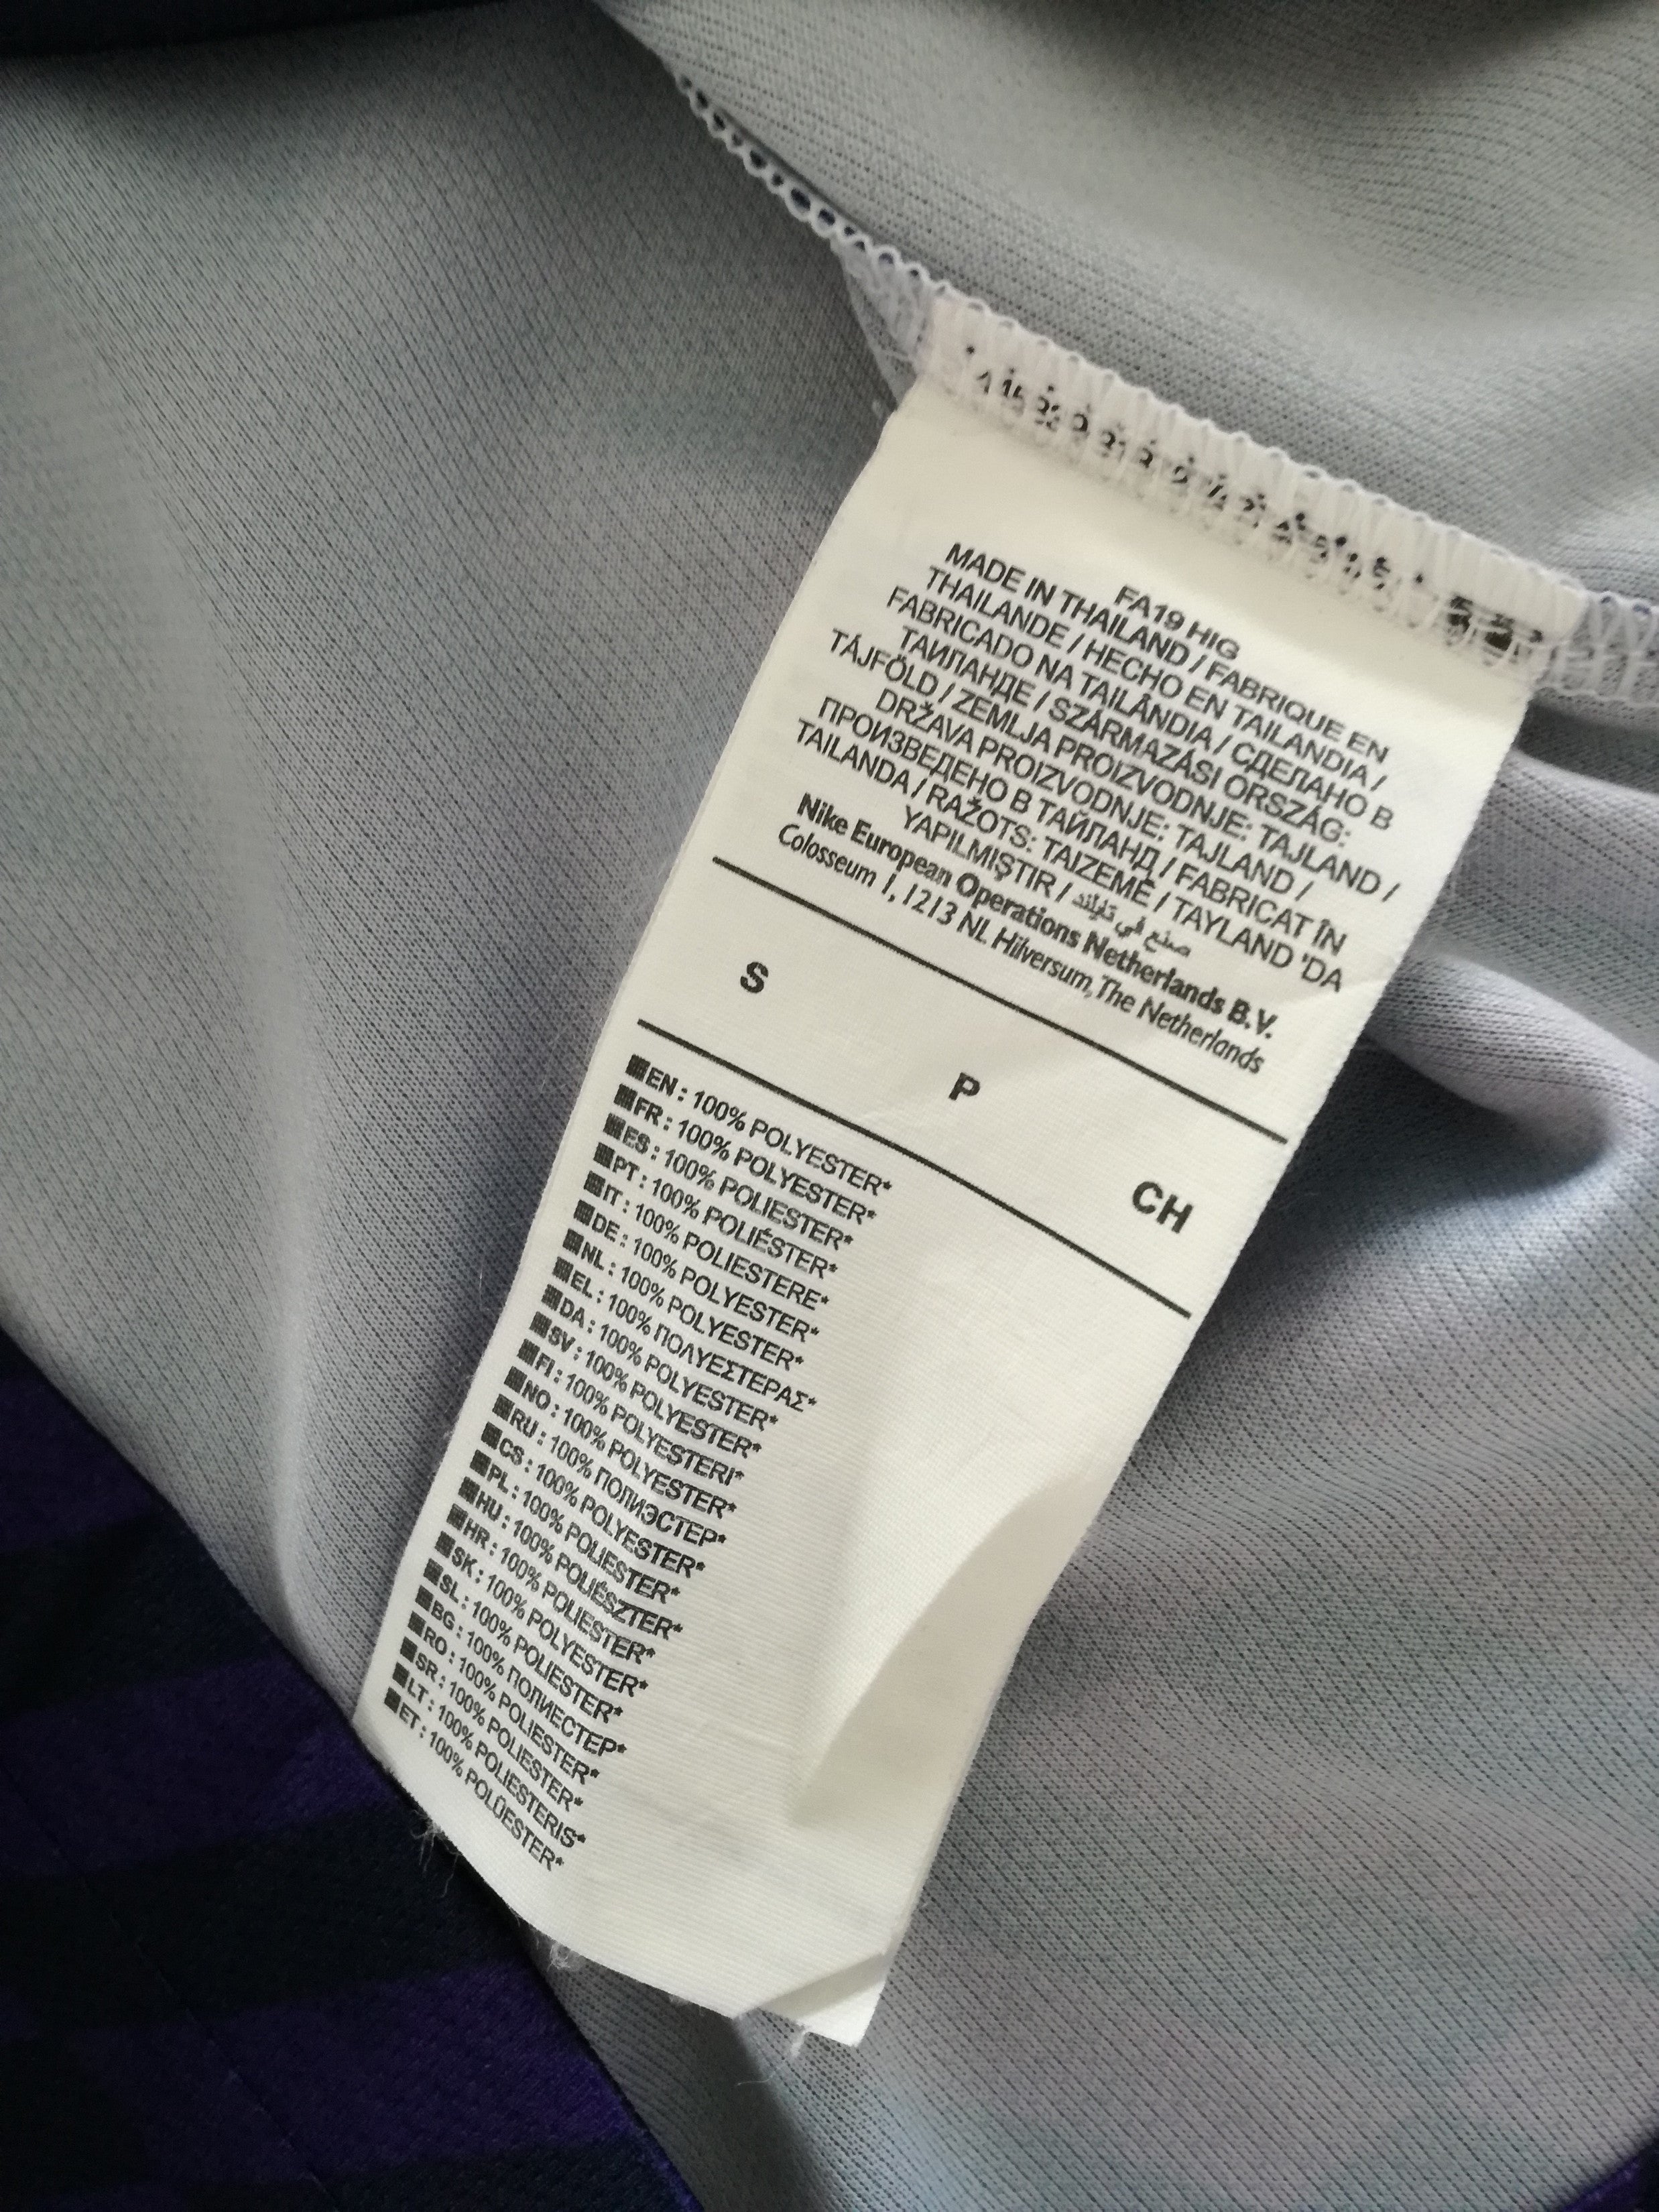 FA19 HIG
MADE IN THAILAND / FABRIQUE EN
THAILANDE / HECHO EN TAILANDIA /
FABRICADO NA TAILÂNDIA / СДЕЛАНО В
ТАИЛАНДЕ / SZÁRMAZÁSI ORSZÁG:
TÁJFÖLD / ZEMLJA PROIZVODNJE: TAJLAND /
DRŽAVA PROIZVODNJE: TAJLAND /
ПРОИЗВЕДЕНО В ТАЙЛАНД / FABRICAT ÎN
TAILANDA / RAŽOTS: TAIZEMĒ / TAYLAND 'DA
YAPILMIŞTIR / صنع في تايلند
Nike European Operations Netherlands B.V.
Colosseum 1, 1213 NL Hilversum, The Netherlands
S P CH
EN : 100% POLYESTER*
FR : 100% POLYESTER*
ES : 100% POLIESTER*
PT : 100% POLIÉSTER*
IT : 100% POLIESTERE*
DE : 100% POLYESTER*
NL : 100% POLYESTER*
EL : 100% ΠΟΛΥΕΣΤΕΡΑΣ*
DA : 100% POLYESTER*
SV : 100% POLYESTER*
FI : 100% POLYESTERI*
NO : 100% POLYESTER*
RU : 100% ПОЛИЭСТЕР*
CS : 100% POLYESTER*
PL : 100% POLIESTER*
HU : 100% POLIÉSZTER*
HR : 100% POLIESTER*
SK : 100% POLYESTER*
SL : 100% POLIESTER*
BG : 100% ПОЛИЕСТЕР*
RO : 100% POLIESTER*
SR : 100% POLIESTER*
LT : 100% POLIESTERIS*
ET : 100% POLÜESTER*